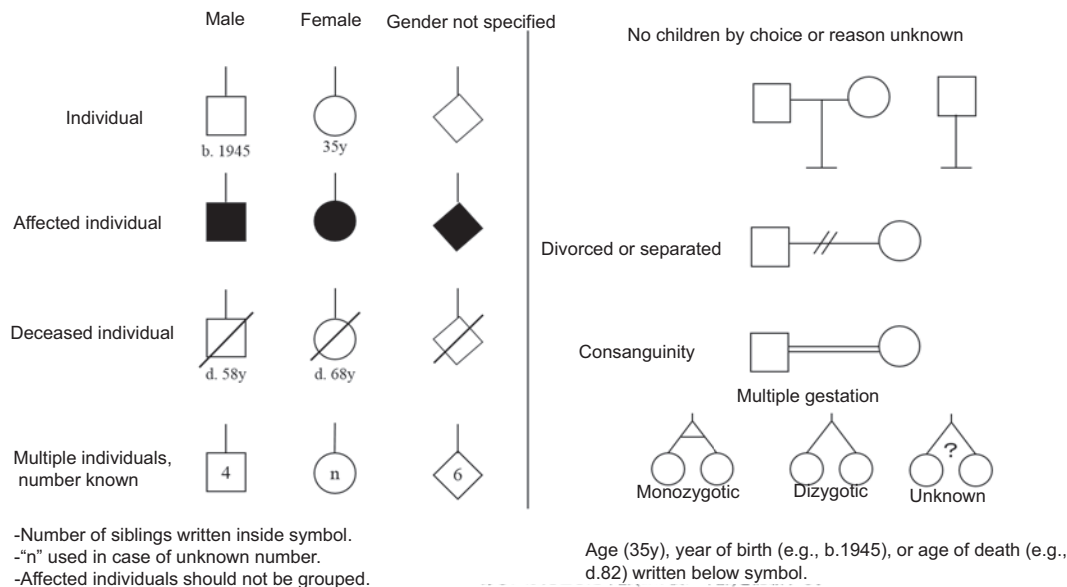 Male Female Gender not specified
Individual
b. 1945 35y
Affected individual
Deceased individual
d. 58y d. 68y
Multiple individuals,
number known
4 n 6
-Number of siblings written inside symbol.
-“n” used in case of unknown number.
-Affected individuals should not be grouped.
No children by choice or reason unknown
Divorced or separated
Consanguinity
Multiple gestation
?
Monozygotic Dizygotic Unknown
Age (35y), year of birth (e.g., b.1945), or age of death (e.g.,
d.82) written below symbol.